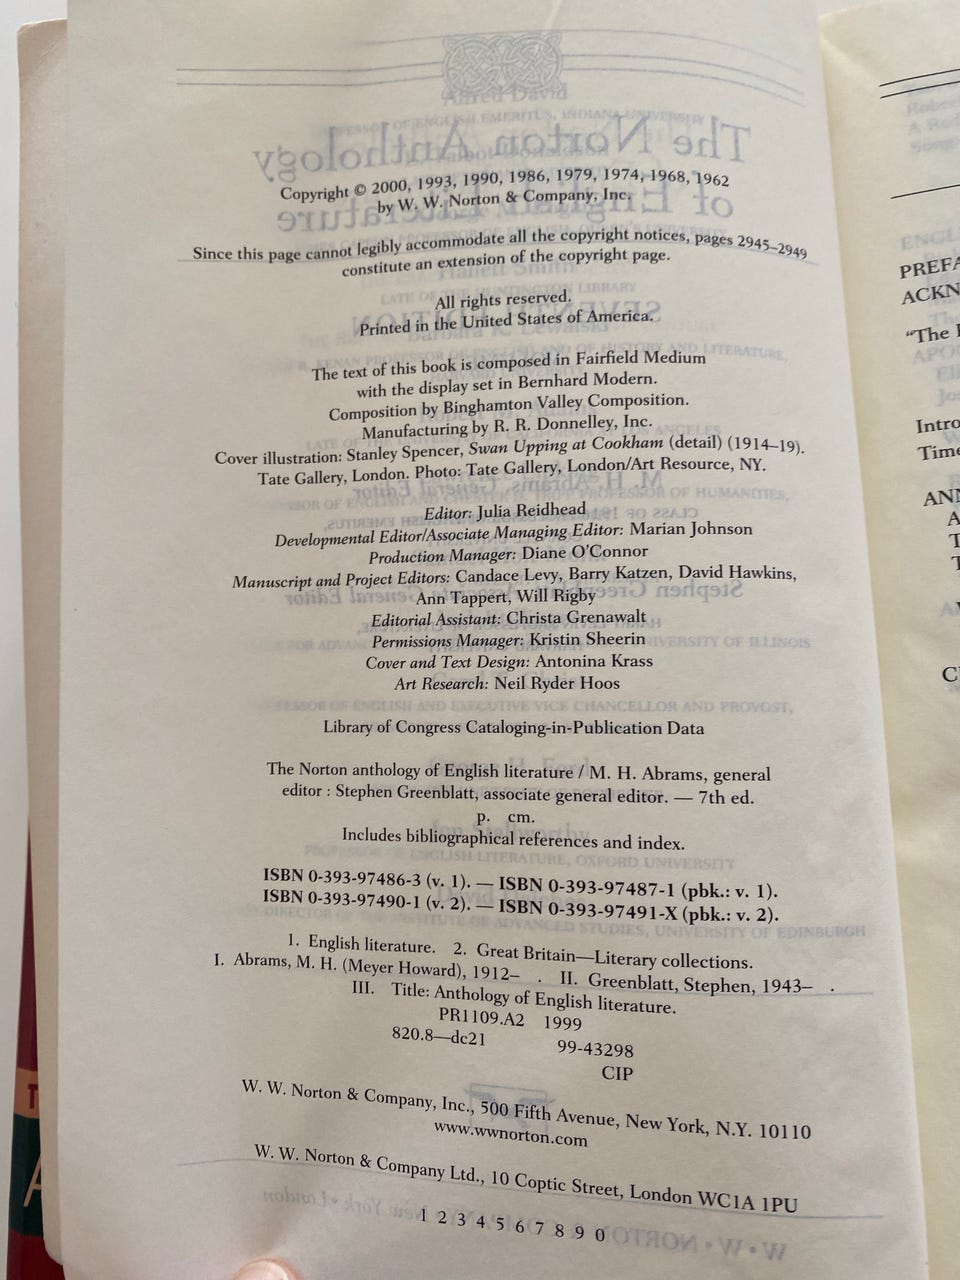 Copyright © 2000, 1993, 1990, 1986, 1979, 1974, 1968, 1962
by W. W. Norton & Company, Inc.
Since this page cannot legibly accommodate all the copyright notices, pages 2945–2949
constitute an extension of the copyright page.
All rights reserved.
Printed in the United States of America.
The text of this book is composed in Fairfield Medium
with the display set in Bernhard Modern.
Composition by Binghamton Valley Composition.
Manufacturing by R. R. Donnelley, Inc.
Cover illustration: Stanley Spencer, Swan Upping at Cookham (detail) (1914–19).
Tate Gallery, London. Photo: Tate Gallery, London/Art Resource, NY.
Editor: Julia Reidhead
Developmental Editor/Associate Managing Editor: Marian Johnson
Production Manager: Diane O'Connor
Manuscript and Project Editors: Candace Levy, Barry Katzen, David Hawkins,
Ann Tappert, Will Rigby
Editorial Assistant: Christa Grenawalt
Permissions Manager: Kristin Sheerin
Cover and Text Design: Antonina Krass
Art Research: Neil Ryder Hoos
Library of Congress Cataloging-in-Publication Data
The Norton anthology of English literature / M. H. Abrams, general
editor : Stephen Greenblatt, associate general editor. — 7th ed.
p. cm.
Includes bibliographical references and index.
ISBN 0-393-97486-3 (v. 1). — ISBN 0-393-97487-1 (pbk.: v. 1).
ISBN 0-393-97490-1 (v. 2). — ISBN 0-393-97491-X (pbk.: v. 2).
1. English literature. 2. Great Britain—Literary collections.
I. Abrams, M. H. (Meyer Howard), 1912– . II. Greenblatt, Stephen, 1943– .
III. Title: Anthology of English literature.
PR1109.A2 1999
820.8—dc21 99-43298
CIP
W. W. Norton & Company, Inc., 500 Fifth Avenue, New York, N.Y. 10110
www.wwnorton.com
W. W. Norton & Company Ltd., 10 Coptic Street, London WC1A 1PU
1 2 3 4 5 6 7 8 9 0
PREFA
ACKN
"The
Intro
Time